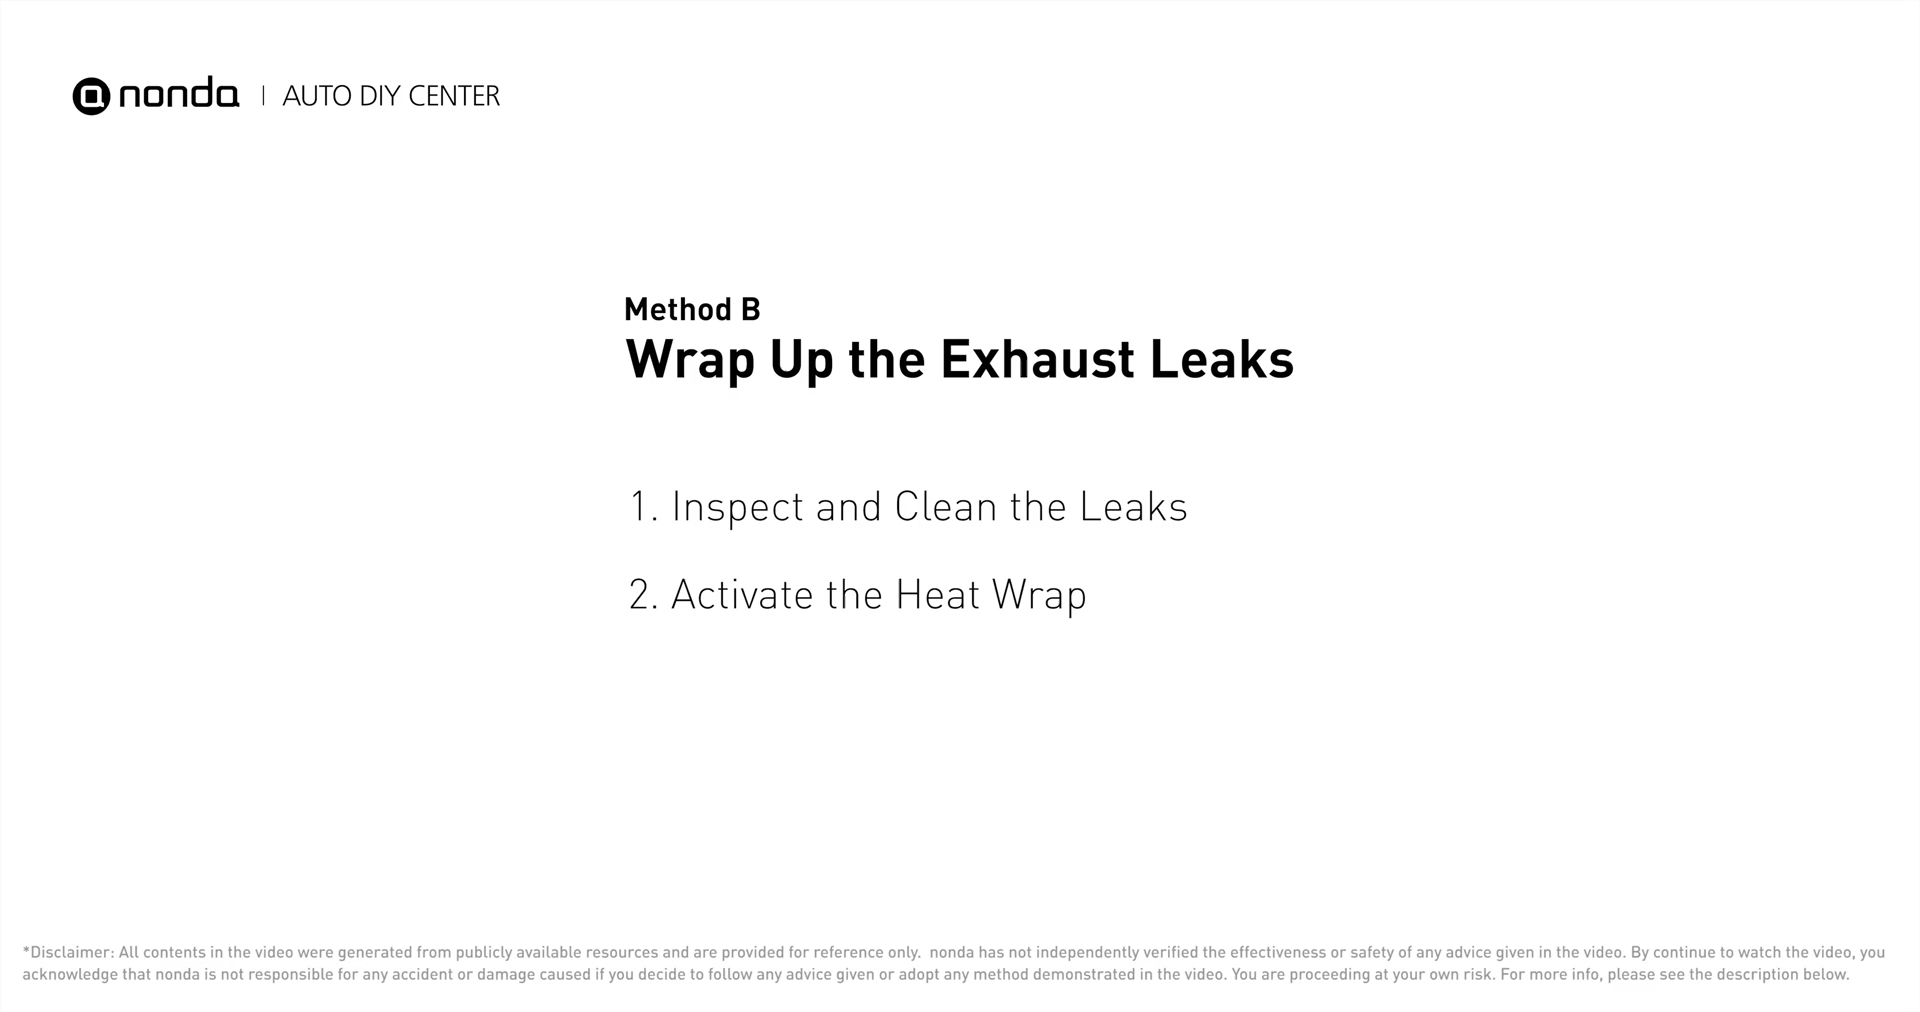 nonda | AUTO DIY CENTER
Method B
Wrap Up the Exhaust Leaks
1. Inspect and Clean the Leaks
2. Activate the Heat Wrap
*Disclaimer: All contents in the video were generated from publicly available resources and are provided for reference only.  nonda has not independently verified the effectiveness or safety of any advice given in the video. By continue to watch the video, you
acknowledge that nonda is not responsible for any accident or damage caused if you decide to follow any advice given or adopt any method demonstrated in the video. You are proceeding at your own risk. For more info, please see the description below.